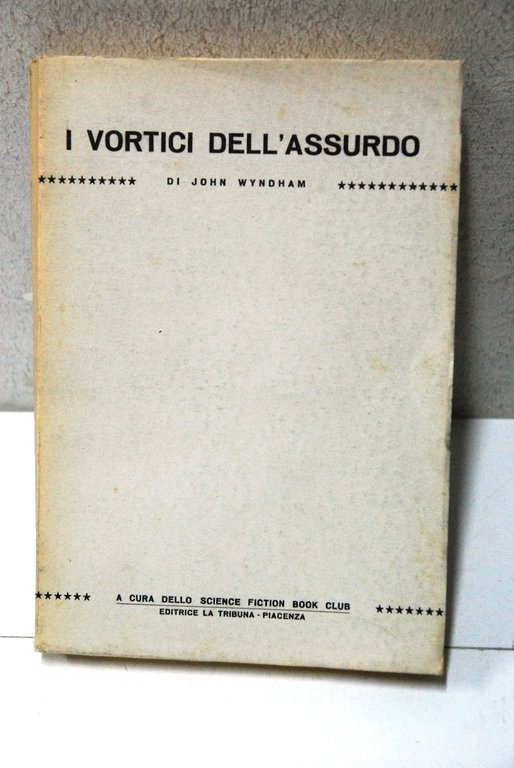 I VORTICI DELL'ASSURDO
★★★★★★★★★★ DI JOHN WYNDHAM ★★★★★★★★★★★★
★★★★★★ A CURA DELLO SCIENCE FICTION BOOK CLUB ★★★★★★★
EDITRICE LA TRIBUNA - PIACENZA